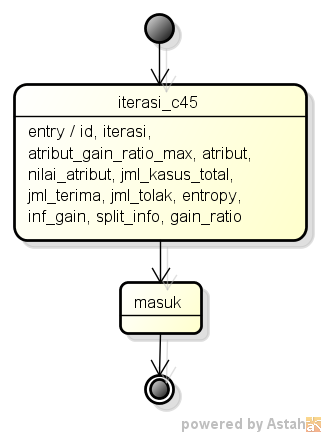 iterasi_c45
entry / id, iterasi,
atribut_gain_ratio_max, atribut,
nilai_atribut, jml_kasus_total,
jml_terima, jml_tolak, entropy,
inf_gain, split_info, gain_ratio
masuk
powered by Astah